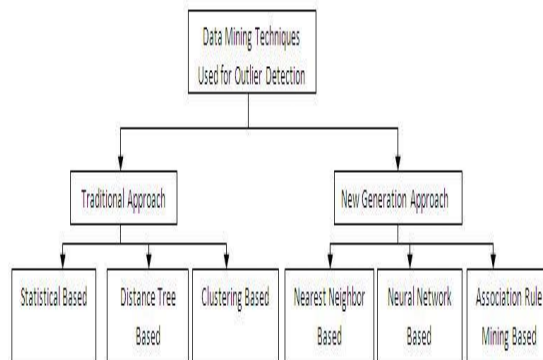 Data Mining Techniques
Used for Outlier Detection
Traditional Approach
New Generation Approach
Statistical Based
Distance Tree
Based
Clustering Based
Nearest Neighbor
Based
Neural Network
Based
Association Rule
Mining Based